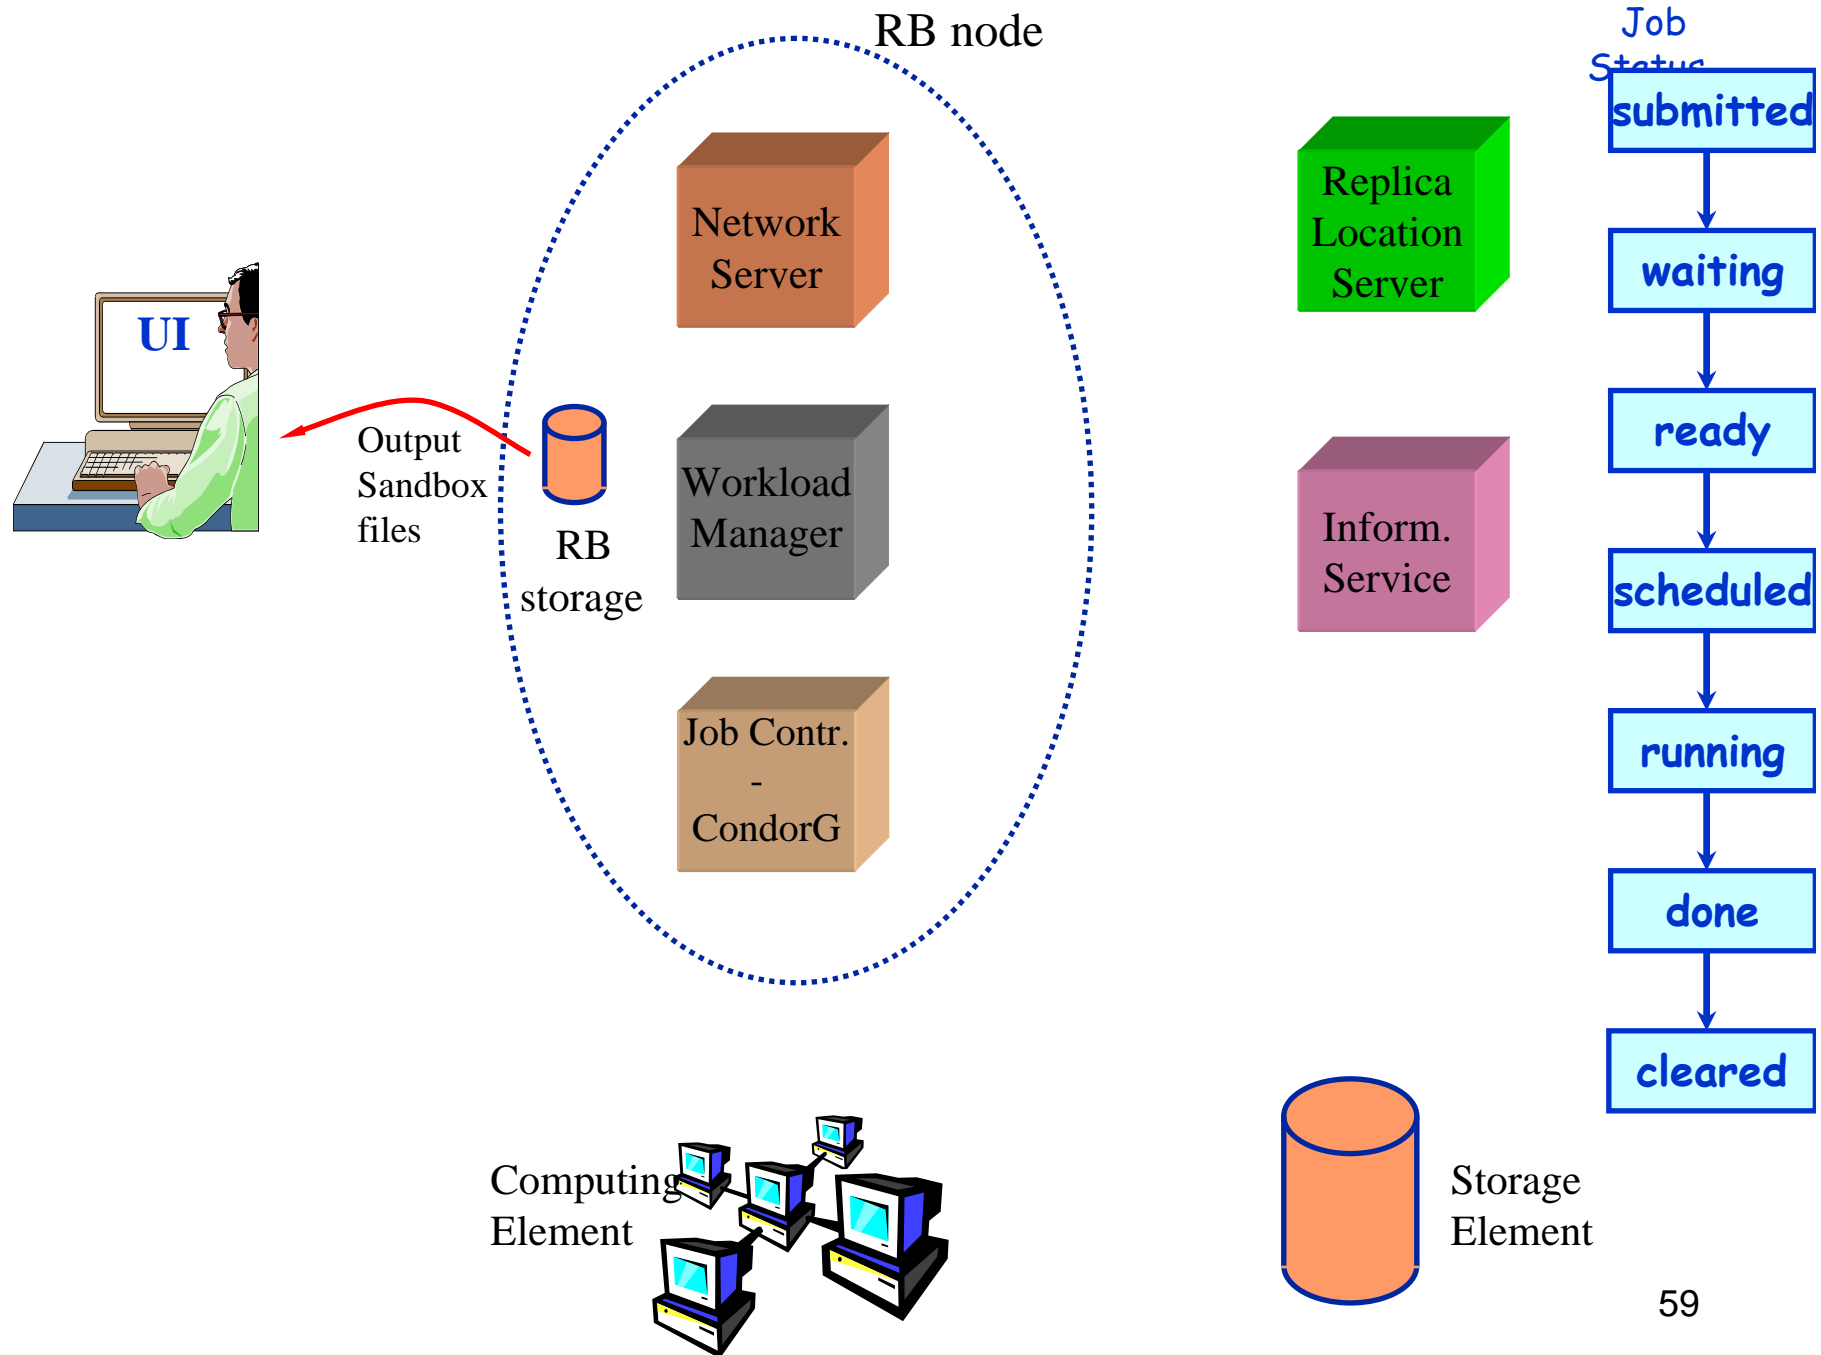 RB node
Job
Status
submitted
Network
Server
Replica
Location
Server
waiting
UI
ready
Output
Sandbox
files
RB
storage
Workload
Manager
Inform.
Service
scheduled
Job Contr.
-
CondorG
running
done
cleared
Computing
Element
Storage
Element
59